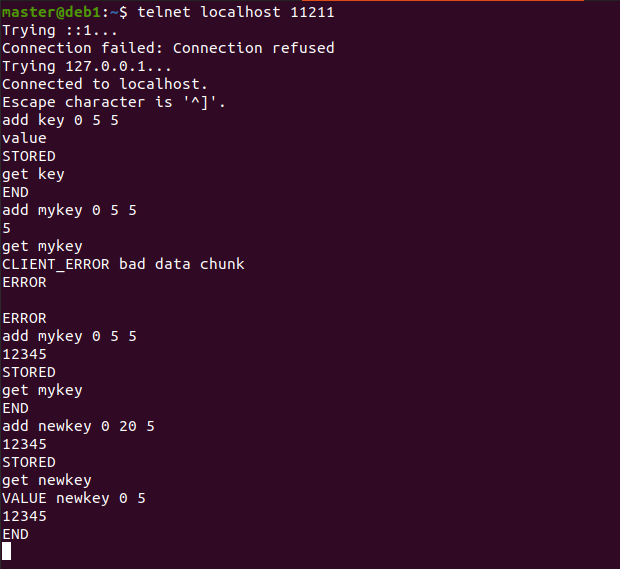 master@deb1:~$ telnet localhost 11211
Trying ::1...
Connection failed: Connection refused
Trying 127.0.0.1...
Connected to localhost.
Escape character is '^]'.
add key 0 5 5
value
STORED
get key
END
add mykey 0 5 5
5
get mykey
CLIENT_ERROR bad data chunk
ERROR

ERROR
add mykey 0 5 5
12345
STORED
get mykey
END
add newkey 0 20 5
12345
STORED
get newkey
VALUE newkey 0 5
12345
END